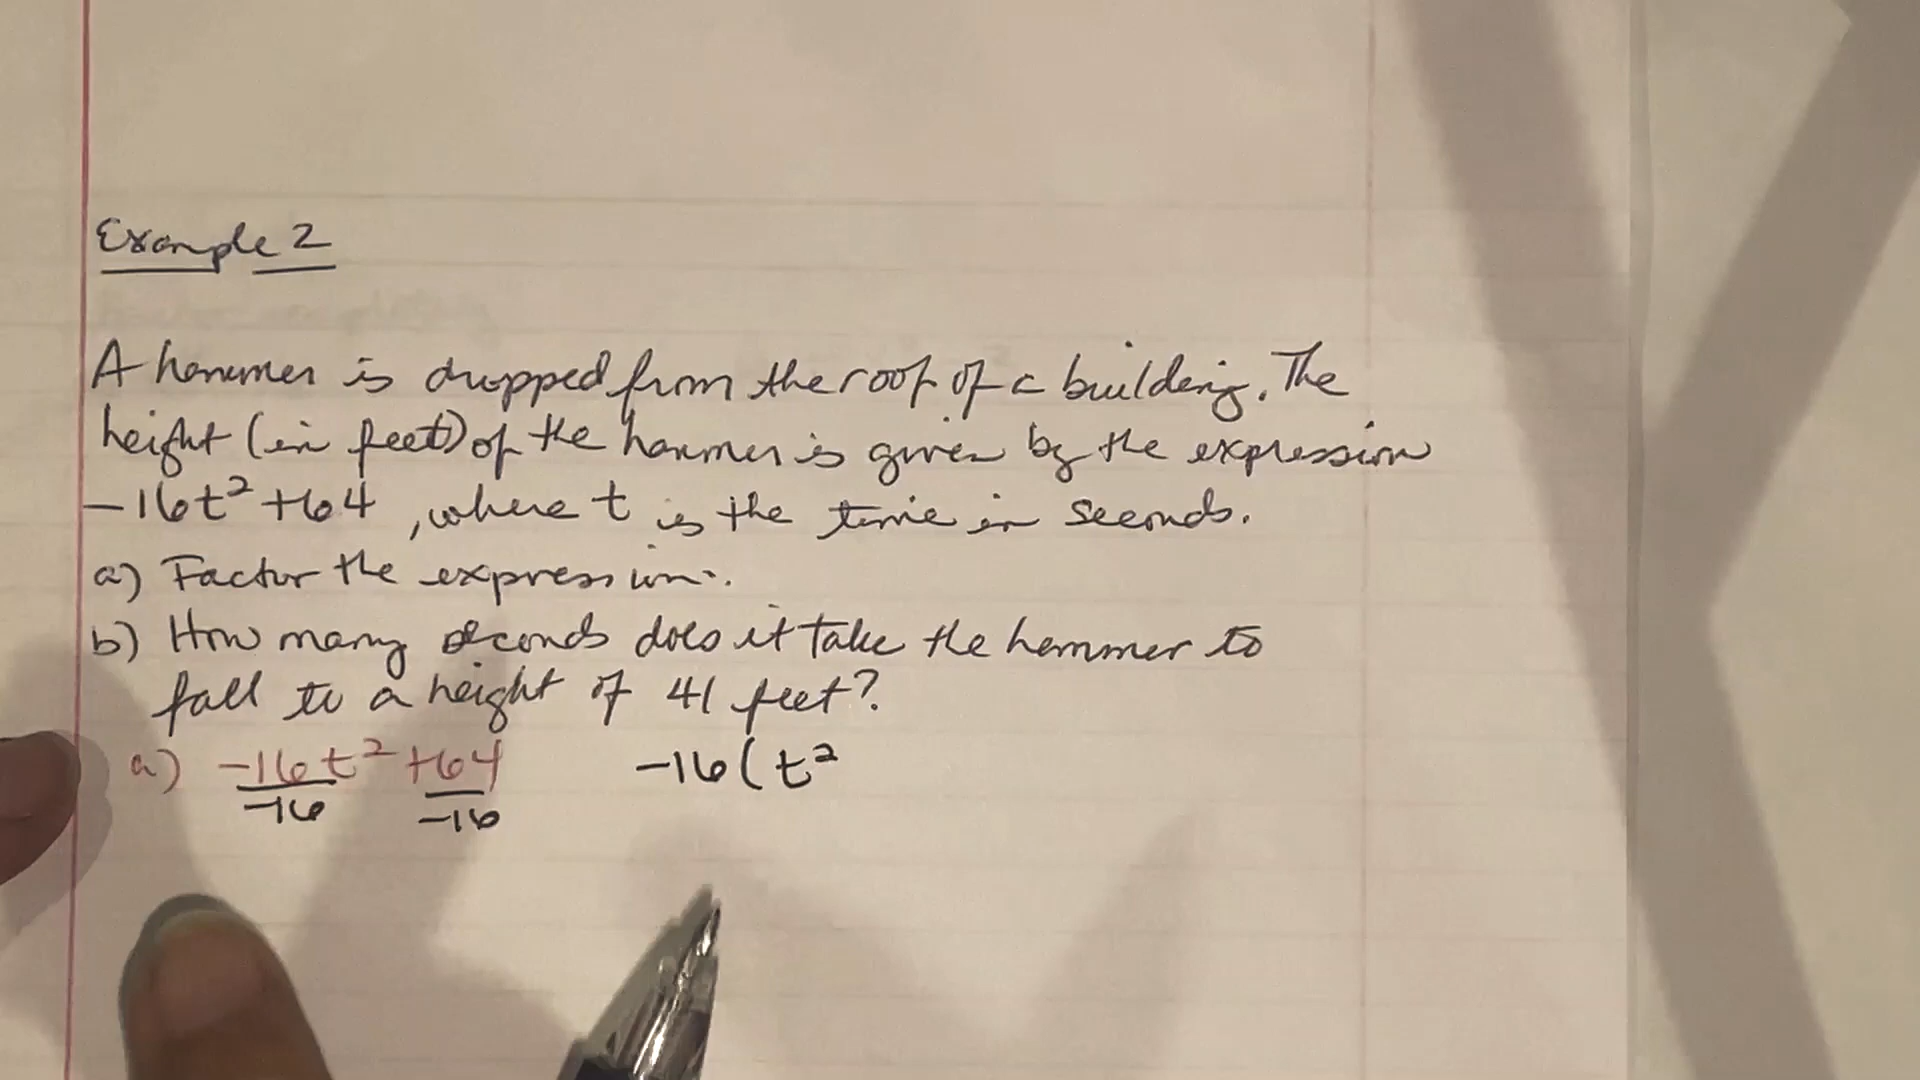 Example 2
A hammer is dropped from the roof of a building. The
height (in feet) of the hammer is given by the expression
-16t² + 64, where t is the time in seconds.
a) Factor the expression.
b) How many seconds does it take the hammer to
fall to a height of 41 feet?
a) -16t² + 64 -16(t²
-16 -16